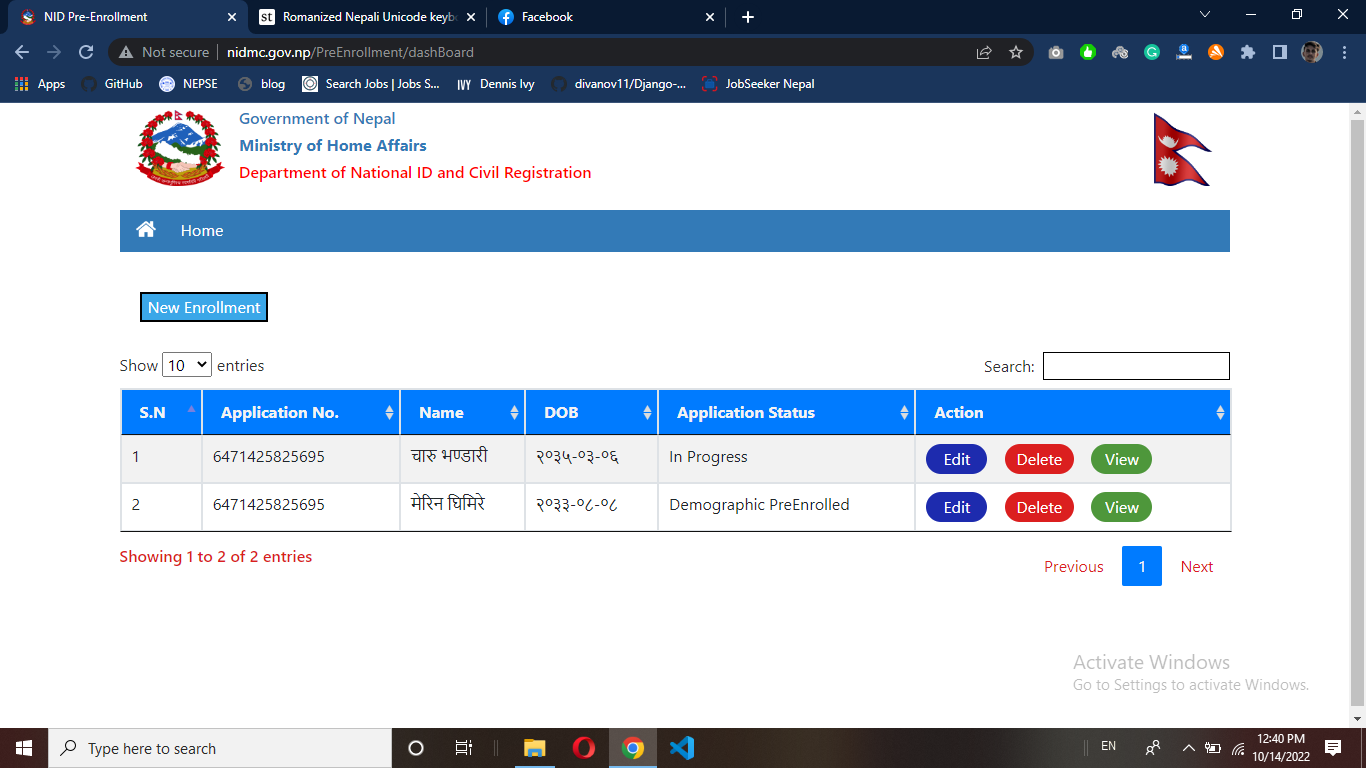 NID Pre-Enrollment
Romanized Nepali Unicode keyb
Facebook
Not secure nidmc.gov.np/PreEnrollment/dashBoard
Apps GitHub NEPSE blog Search Jobs | Jobs S... Dennis Ivy divanov11/Django-... JobSeeker Nepal
Government of Nepal
Ministry of Home Affairs
Department of National ID and Civil Registration
Home
New Enrollment
Show 10 entries Search:
S.N Application No. Name DOB Application Status Action
1 6471425825695 चारु भण्डारी २०३५-०३-०६ In Progress Edit Delete View
2 6471425825695 मेरिन घिमिरे २०३३-०८-०८ Demographic PreEnrolled Edit Delete View
Showing 1 to 2 of 2 entries Previous 1 Next
Activate Windows
Go to Settings to activate Windows.
Type here to search
EN
12:40 PM
10/14/2022